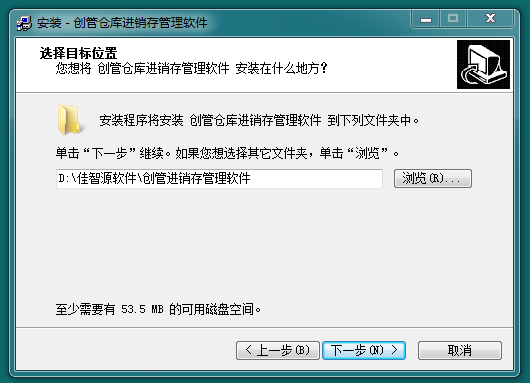 安装 - 创管仓库进销存管理软件
选择目标位置
您想将 创管仓库进销存管理软件 安装在什么地方?
安装程序将安装 创管仓库进销存管理软件 到下列文件夹中。
单击“下一步”继续。如果您想选择其它文件夹，单击“浏览”。
D:\佳智源软件\创管进销存管理软件
浏览(R)...
至少需要有 53.5 MB 的可用磁盘空间。
< 上一步(B)
下一步(N) >
取消